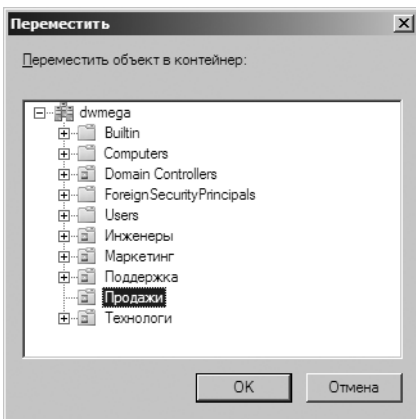 Переместить
Переместить объект в контейнер:
dwmega
Builtin
Computers
Domain Controllers
ForeignSecurityPrincipals
Users
Инженеры
Маркетинг
Поддержка
Продажи
Технологи
OK
Отмена